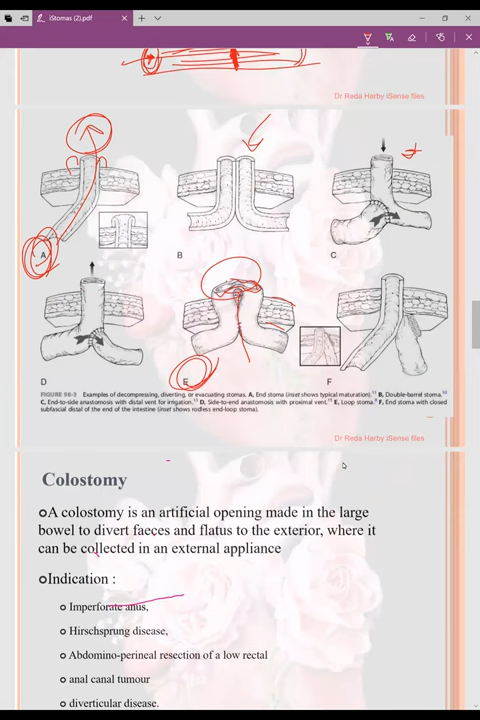 iStomas (2).pdf
Dr Reda Harby iSense files
A
B
C
D
E
F
FIGURE 98-3 Examples of decompressing, diverting, or evacuating stomas. A, End stoma (inset shows typical maturation).¹¹ B, Double-barrel stoma.¹⁰
C, End-to-side anastomosis with distal vent for irrigation.¹¹ D, Side-to-end anastomosis with proximal vent.¹¹ E, Loop stoma.⁹ F, End stoma with closed
subfascial distal of the end of the intestine (inset shows rodless end-loop stoma).
Dr Reda Harby iSense files
Colostomy
A colostomy is an artificial opening made in the large
bowel to divert faeces and flatus to the exterior, where it
can be collected in an external appliance
Indication :
Imperforate anus,
Hirschsprung disease,
Abdomino-perineal resection of a low rectal
anal canal tumour
diverticular disease.